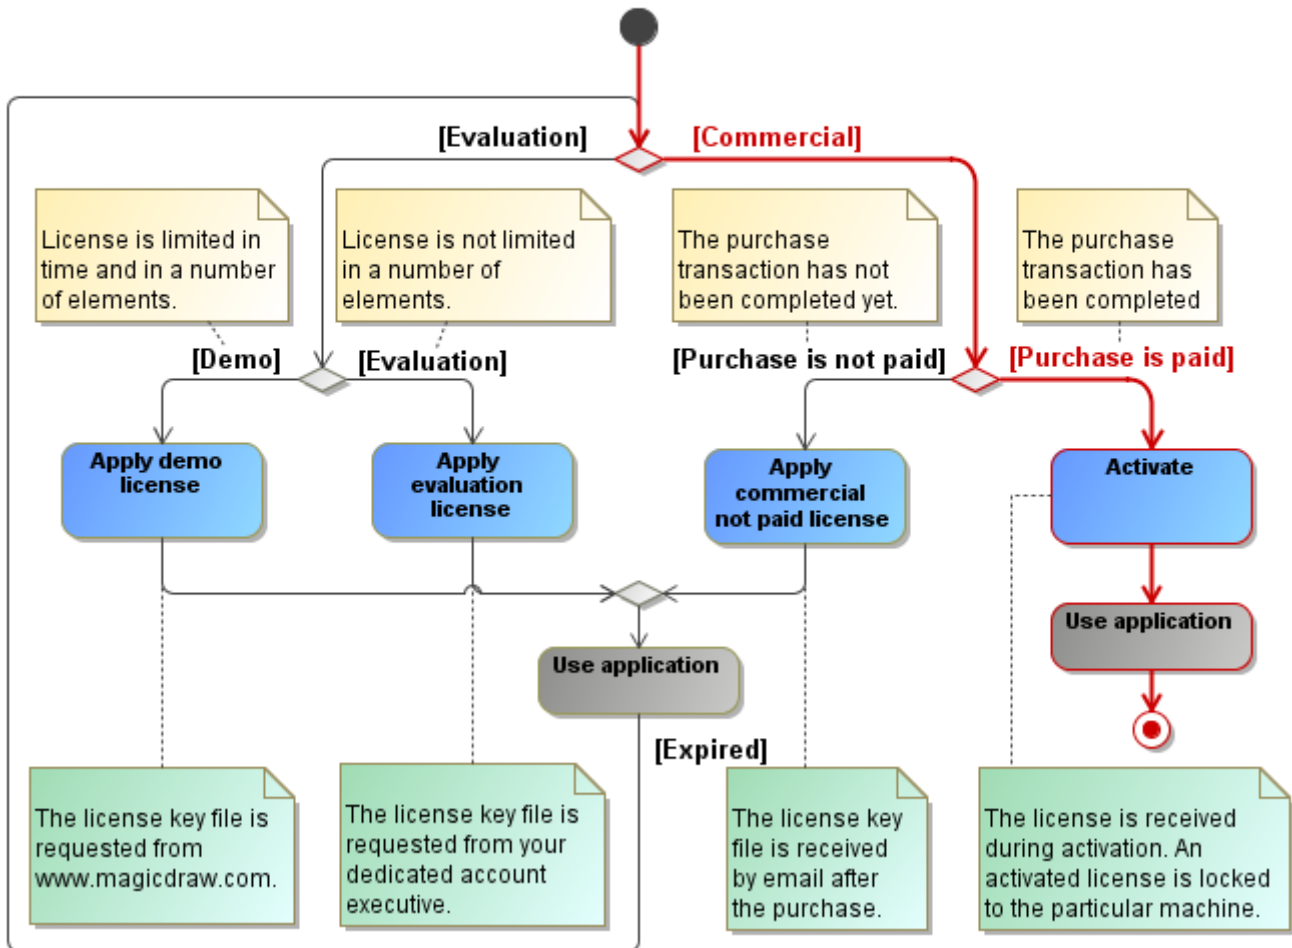 [Evaluation]
[Commercial]
License is limited in
time and in a number
of elements.
License is not limited
in a number of
elements.
The purchase
transaction has not
been completed yet.
The purchase
transaction has
been completed
[Demo]
[Evaluation]
[Purchase is not paid]
[Purchase is paid]
Apply demo
license
Apply
evaluation
license
Apply
commercial
not paid license
Activate
Use application
Use application
[Expired]
The license key file is
requested from
www.magicdraw.com.
The license key file is
requested from your
dedicated account
executive.
The license key
file is received
by email after
the purchase.
The license is received
during activation. An
activated license is locked
to the particular machine.